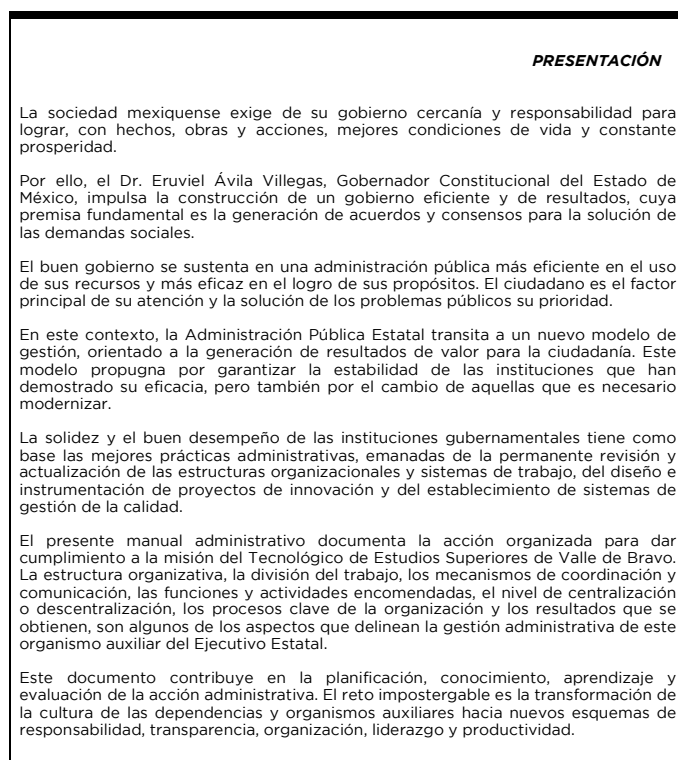 PRESENTACIÓN
La sociedad mexiquense exige de su gobierno cercanía y responsabilidad para
lograr, con hechos, obras y acciones, mejores condiciones de vida y constante
prosperidad.
Por ello, el Dr. Eruviel Ávila Villegas, Gobernador Constitucional del Estado de
México, impulsa la construcción de un gobierno eficiente y de resultados, cuya
premisa fundamental es la generación de acuerdos y consensos para la solución de
las demandas sociales.
El buen gobierno se sustenta en una administración pública más eficiente en el uso
de sus recursos y más eficaz en el logro de sus propósitos. El ciudadano es el factor
principal de su atención y la solución de los problemas públicos su prioridad.
En este contexto, la Administración Pública Estatal transita a un nuevo modelo de
gestión, orientado a la generación de resultados de valor para la ciudadanía. Este
modelo propugna por garantizar la estabilidad de las instituciones que han
demostrado su eficacia, pero también por el cambio de aquellas que es necesario
modernizar.
La solidez y el buen desempeño de las instituciones gubernamentales tiene como
base las mejores prácticas administrativas, emanadas de la permanente revisión y
actualización de las estructuras organizacionales y sistemas de trabajo, del diseño e
instrumentación de proyectos de innovación y del establecimiento de sistemas de
gestión de la calidad.
El presente manual administrativo documenta la acción organizada para dar
cumplimiento a la misión del Tecnológico de Estudios Superiores de Valle de Bravo.
La estructura organizativa, la división del trabajo, los mecanismos de coordinación y
comunicación, las funciones y actividades encomendadas, el nivel de centralización
o descentralización, los procesos clave de la organización y los resultados que se
obtienen, son algunos de los aspectos que delinean la gestión administrativa de este
organismo auxiliar del Ejecutivo Estatal.
Este documento contribuye en la planificación, conocimiento, aprendizaje y
evaluación de la acción administrativa. El reto impostergable es la transformación de
la cultura de las dependencias y organismos auxiliares hacia nuevos esquemas de
responsabilidad, transparencia, organización, liderazgo y productividad.